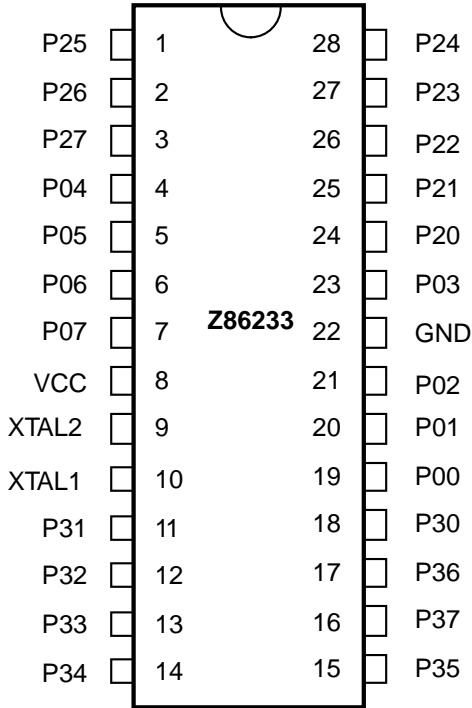 P25 1 28 P24
P26 2 27 P23
P27 3 26 P22
P04 4 25 P21
P05 5 24 P20
P06 6 23 P03
P07 7 Z86233 22 GND
VCC 8 21 P02
XTAL2 9 20 P01
XTAL1 10 19 P00
P31 11 18 P30
P32 12 17 P36
P33 13 16 P37
P34 14 15 P35